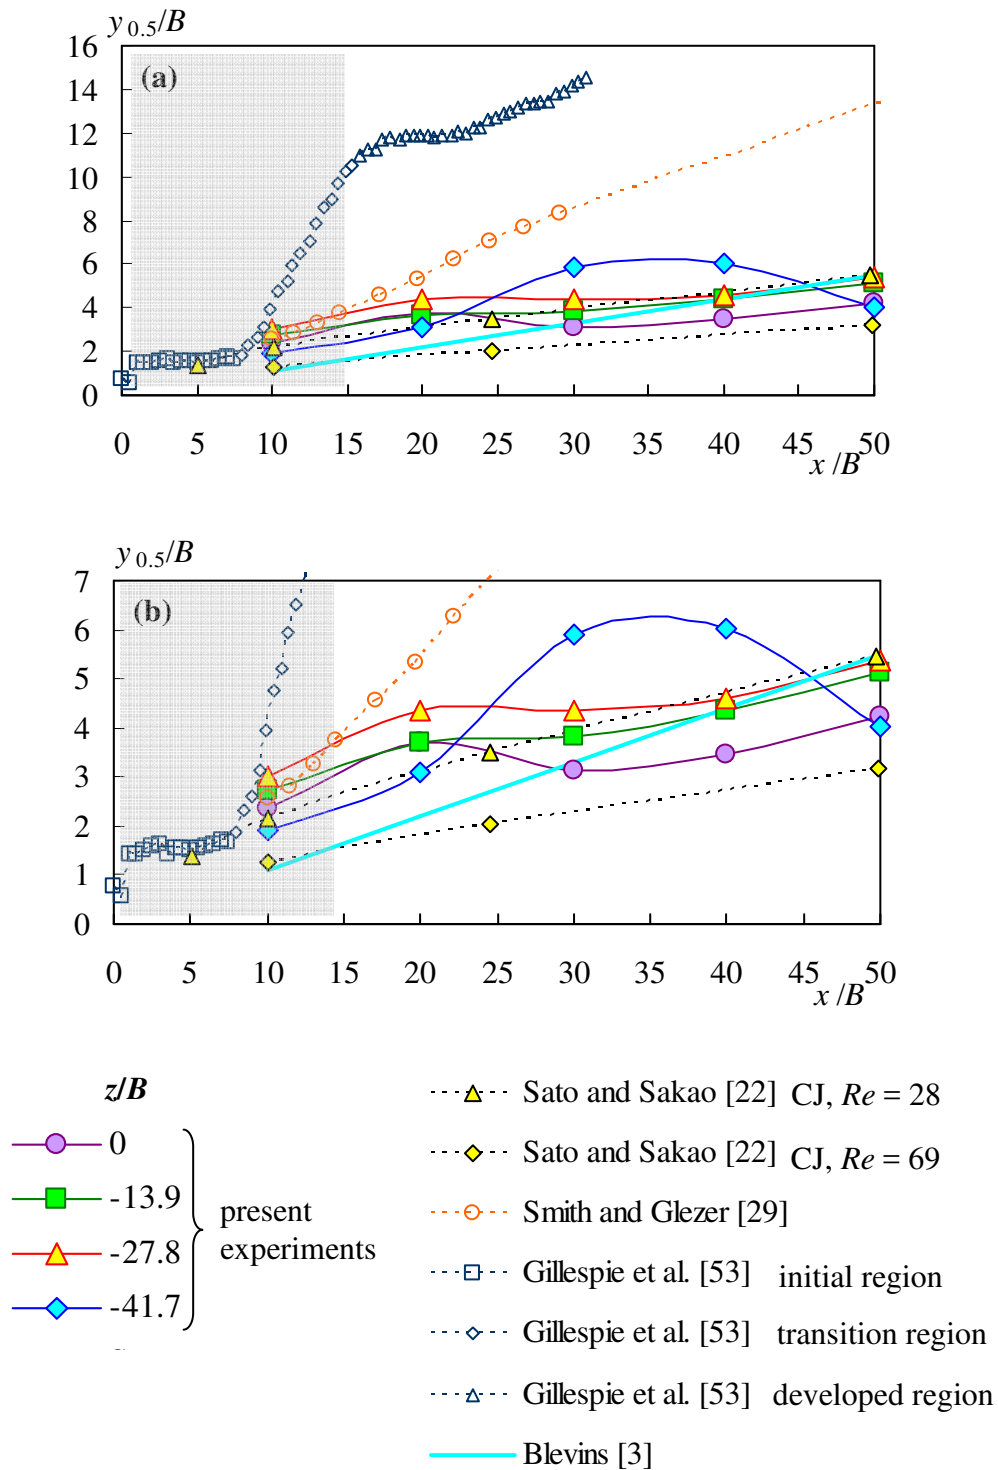 y 0.5/B
16
14
12
10
8
6
4
2
0
(a)
0 5 10 15 20 25 30 35 40 45 50
x /B
y 0.5/B
7
6
5
4
3
2
1
0
(b)
0 5 10 15 20 25 30 35 40 45 50
x /B
z/B
0
-13.9
-27.8
-41.7
present
experiments
Sato and Sakao [22] CJ, Re = 28
Sato and Sakao [22] CJ, Re = 69
Smith and Glezer [29]
Gillespie et al. [53] initial region
Gillespie et al. [53] transition region
Gillespie et al. [53] developed region
Blevins [3]